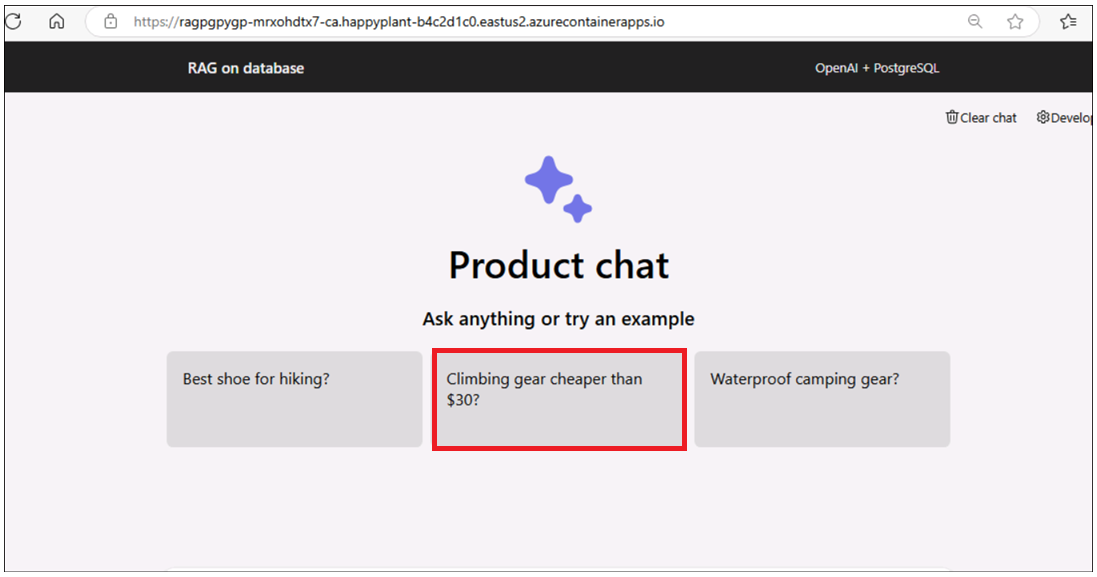 https://ragpgpygp-mrxohdtx7-ca.happyplant-b4c2d1c0.eastus2.azurecontainerapps.io
RAG on database
OpenAI + PostgreSQL
Clear chat
Develop
Product chat
Ask anything or try an example
Best shoe for hiking?
Climbing gear cheaper than
$30?
Waterproof camping gear?